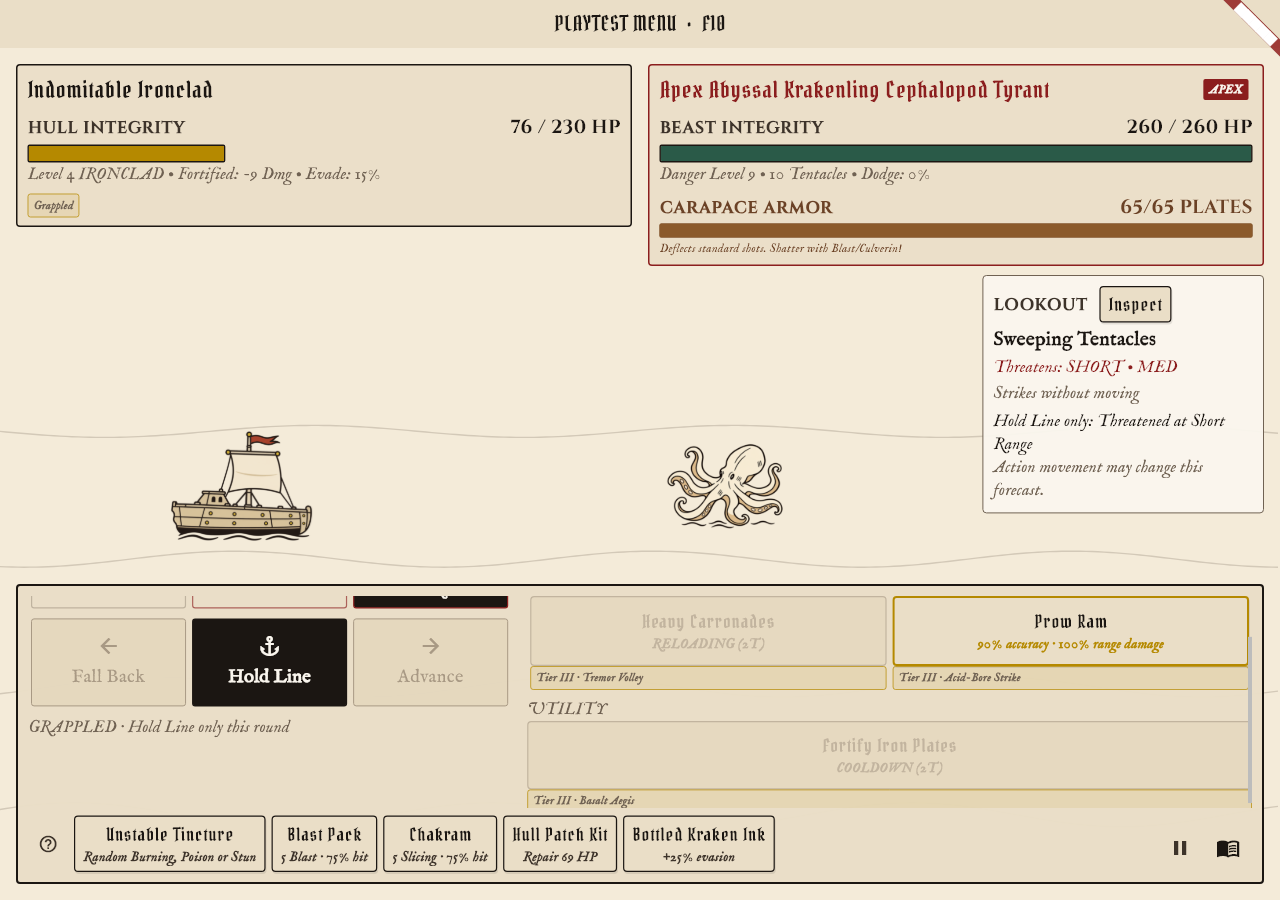 PLAYTEST MENU · F10
Indomitable Ironclad
HULL INTEGRITY 76 / 230 HP
Level 4 IRONCLAD • Fortified: -9 Dmg • Evade: 15%
Grappled
Apex Abyssal Krakenling Cephalopod Tyrant APEX
BEAST INTEGRITY 260 / 260 HP
Danger Level 9 • 10 Tentacles • Dodge: 0%
CARAPACE ARMOR 65/65 PLATES
Deflects standard shots. Shatter with Blast/Culverin!
LOOKOUT Inspect
Sweeping Tentacles
Threatens: SHORT • MED
Strikes without moving
Hold Line only: Threatened at Short
Range
Action movement may change this
forecast.
Fall Back Hold Line Advance
GRAPPLED · Hold Line only this round
Heavy Carronades
RELOADING (2T)
Tier III · Tremor Volley
Prow Ram
90% accuracy · 100% range damage
Tier III · Acid-Bore Strike
UTILITY
Fortify Iron Plates
COOLDOWN (2T)
Tier III · Basalt Aegis
Unstable Tincture
Random Burning, Poison or Stun
Blast Pack
5 Blast · 75% hit
Chakram
5 Slicing · 75% hit
Hull Patch Kit
Repair 69 HP
Bottled Kraken Ink
+25% evasion